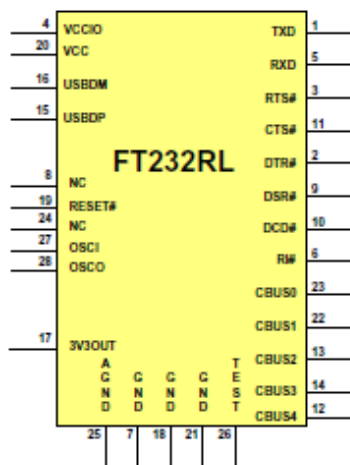 4 VCCIO TXD 1
20 VCC
RXD 5
16 USBDM
RTS# 3
15 USBDP
CTS# 11
FT232RL
DTR# 2
8 NC
DSR# 9
19 RESET#
24 NC
DCD# 10
27 OSCI
28 OSCO
RI# 6
CBUS0 23
CBUS1 22
17 3V3OUT
CBUS2 13
CBUS3 14
CBUS4 12
AGND GND GND GND TEST
25 7 18 21 26